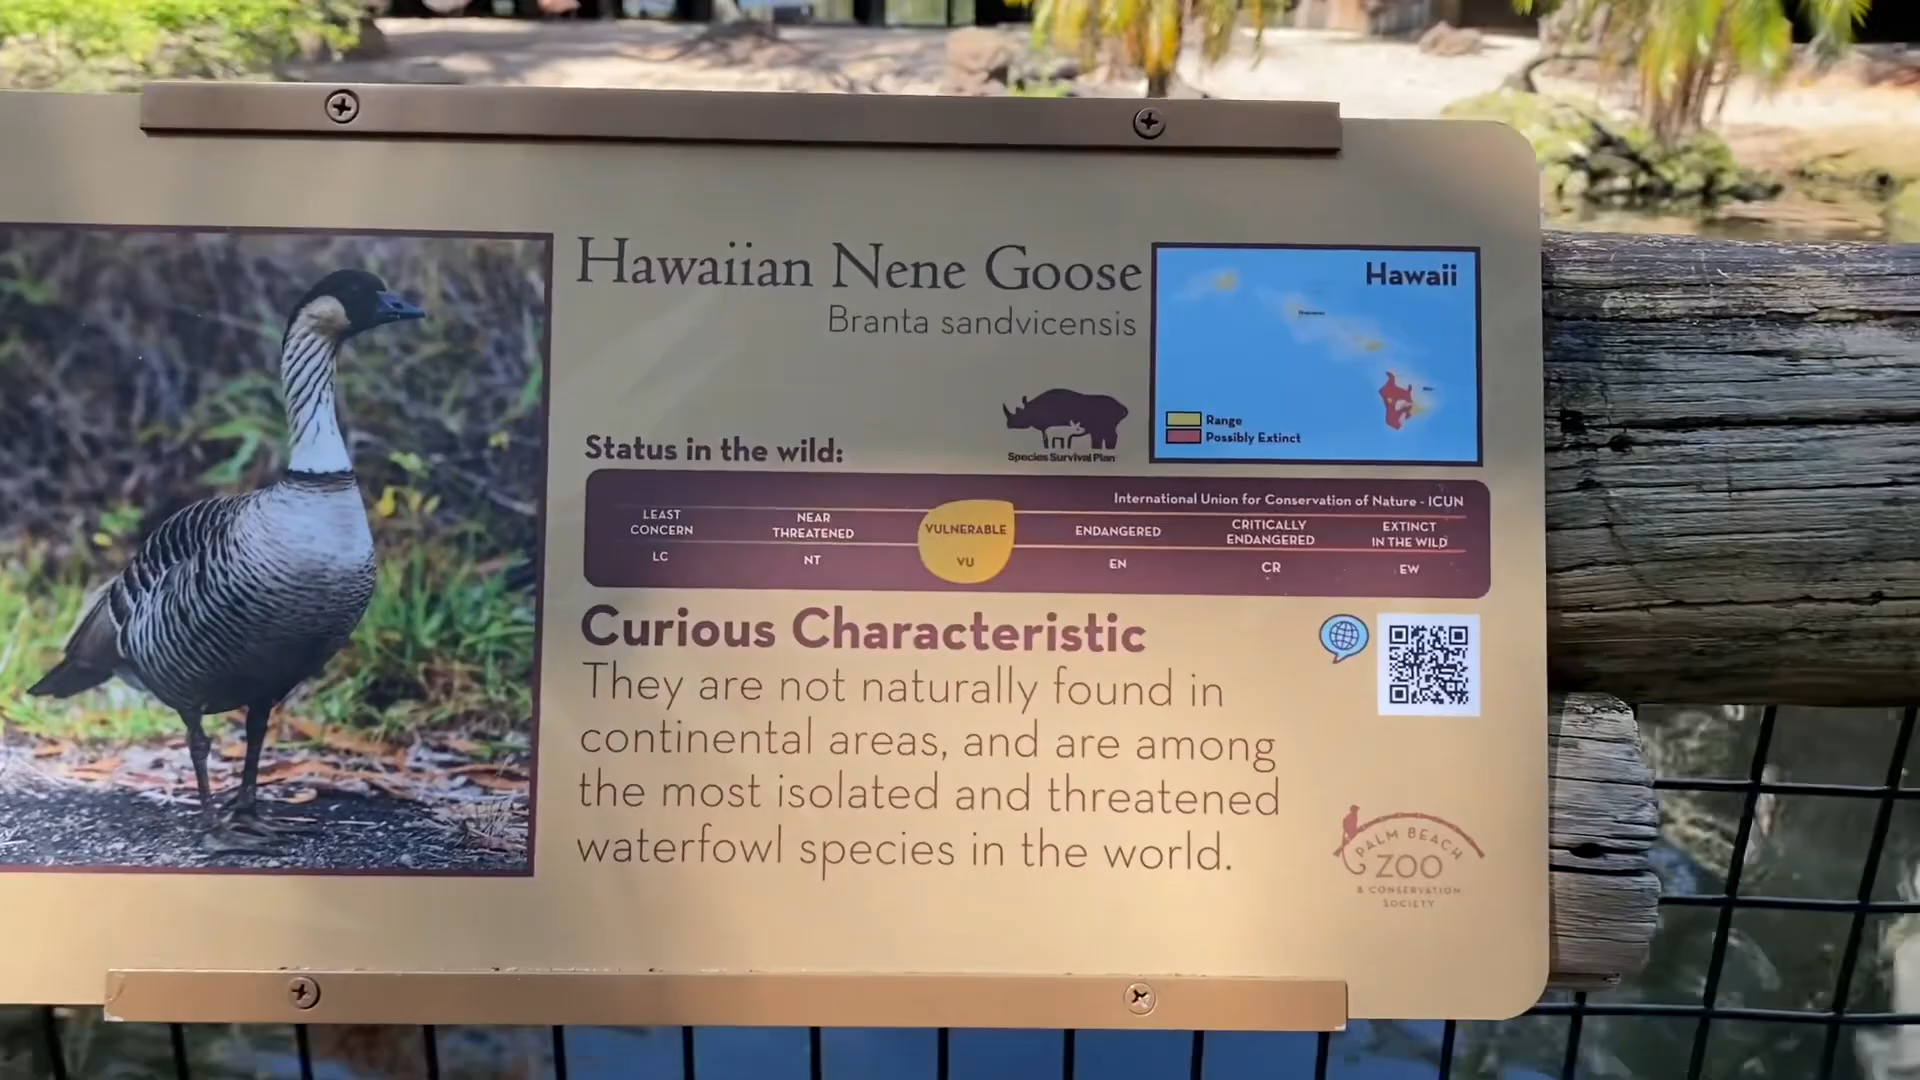 Hawaiian Nene Goose
Branta sandvicensis
Hawaii
Range
Possibly Extinct
Species Survival Plan
Status in the wild:
International Union for Conservation of Nature - ICUN
LEAST CONCERN
NEAR THREATENED
VULNERABLE
ENDANGERED
CRITICALLY ENDANGERED
EXTINCT IN THE WILD
LC
NT
VU
EN
CR
EW
Curious Characteristic
They are not naturally found in
continental areas, and are among
the most isolated and threatened
waterfowl species in the world.
PALM BEACH
ZOO
& CONSERVATION
SOCIETY